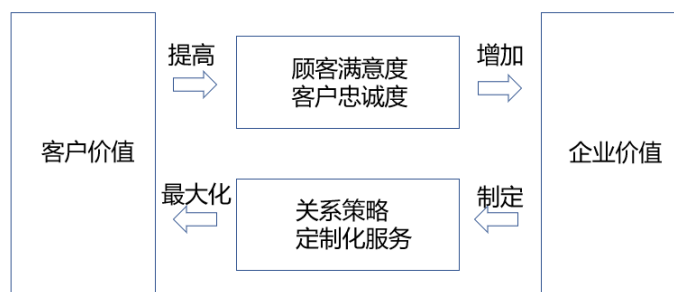 提高
增加
顾客满意度
客户忠诚度
客户价值
企业价值
最大化
制定
关系策略
定制化服务